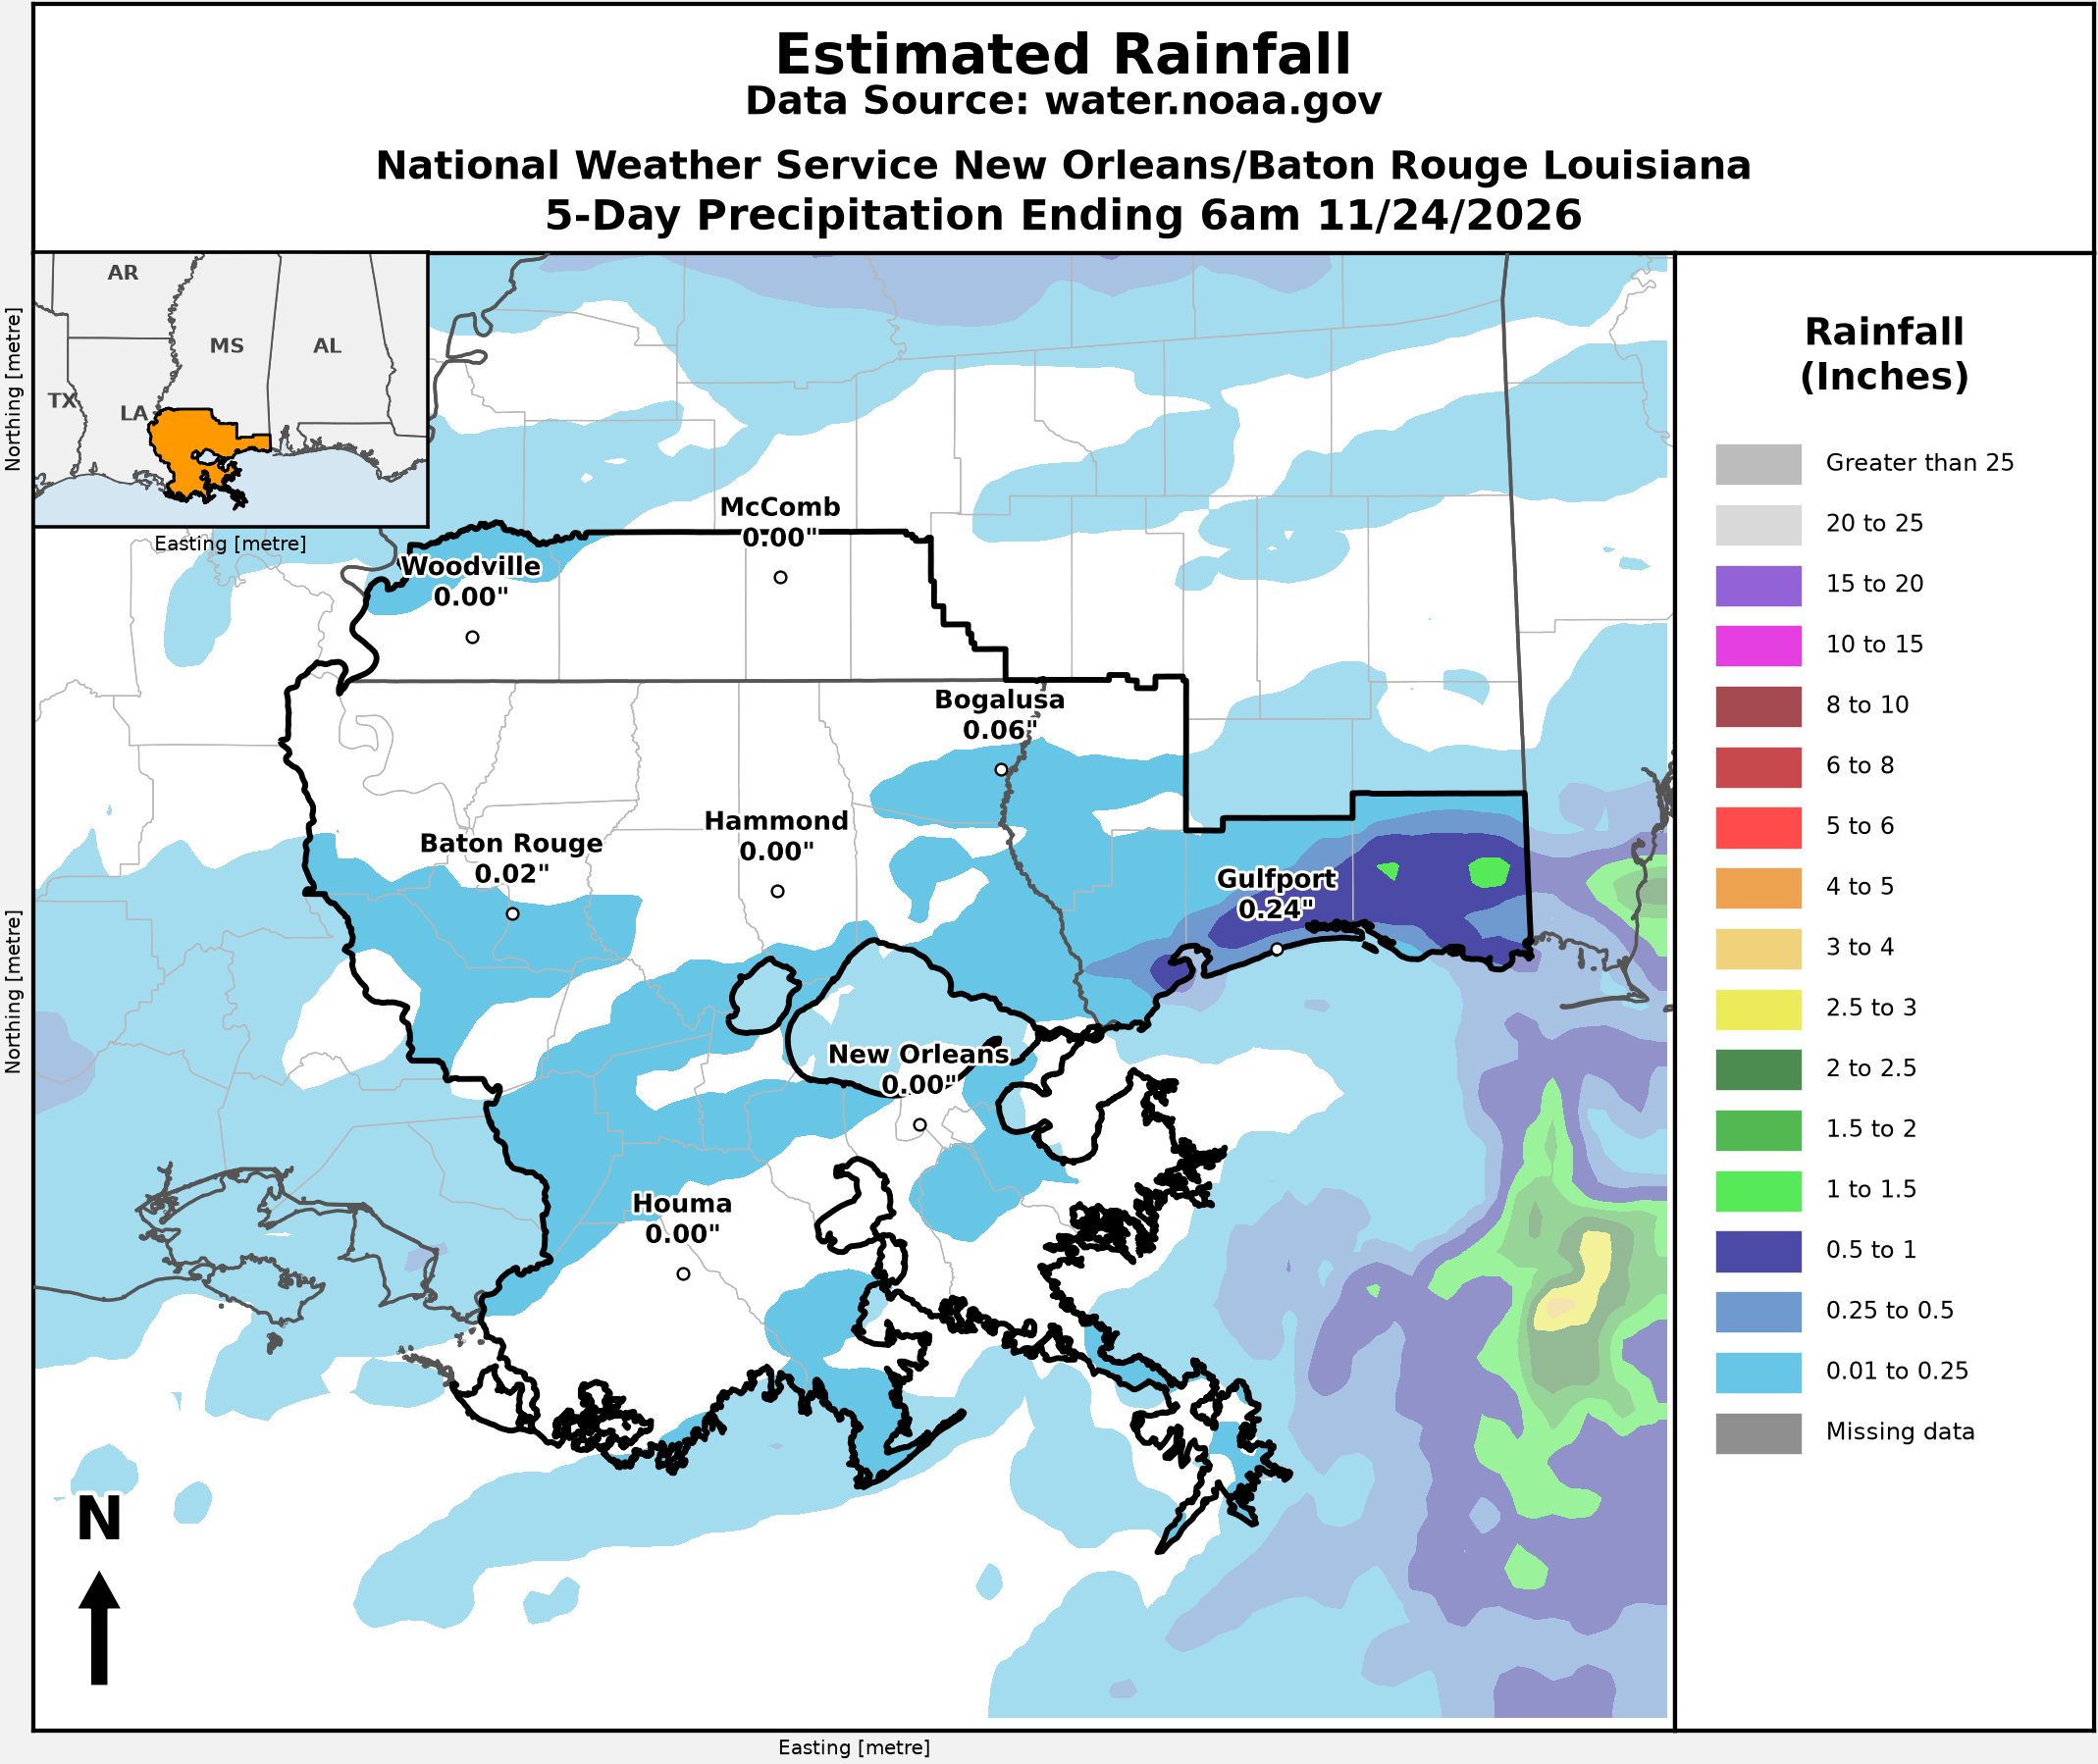 Estimated Rainfall
Data Source: water.noaa.gov
National Weather Service New Orleans/Baton Rouge Louisiana
5-Day Precipitation Ending 6am 11/24/2026
Northing [metre]
AR
MS
AL
TX
LA
Easting [metre]
McComb
0.00"
Woodville
0.00"
Bogalusa
0.06"
Hammond
0.00"
Baton Rouge
0.02"
Gulfport
0.24"
New Orleans
0.00"
Houma
0.00"
N
Northing [metre]
Easting [metre]
Rainfall
(Inches)
Greater than 25
20 to 25
15 to 20
10 to 15
8 to 10
6 to 8
5 to 6
4 to 5
3 to 4
2.5 to 3
2 to 2.5
1.5 to 2
1 to 1.5
0.5 to 1
0.25 to 0.5
0.01 to 0.25
Missing data